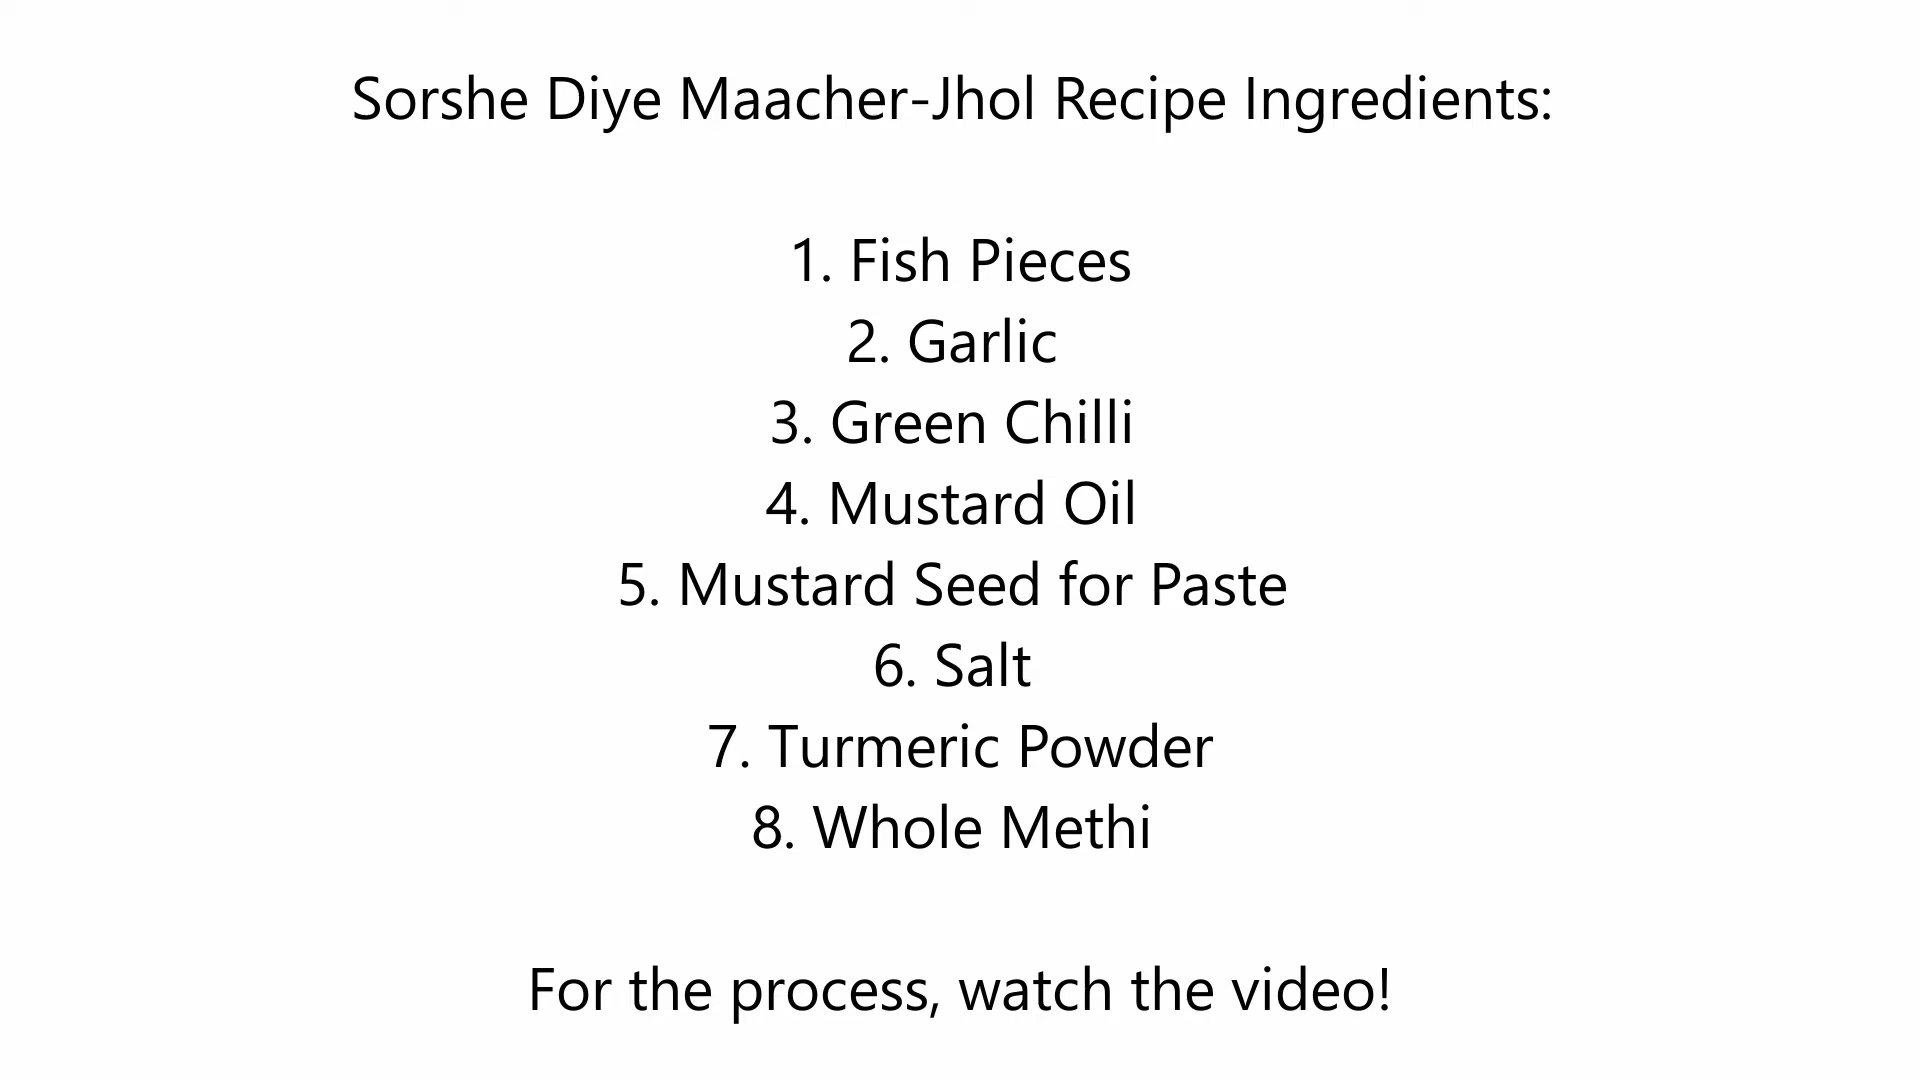 Sorshe Diye Maacher-Jhol Recipe Ingredients:
1. Fish Pieces
2. Garlic
3. Green Chilli
4. Mustard Oil
5. Mustard Seed for Paste
6. Salt
7. Turmeric Powder
8. Whole Methi
For the process, watch the video!